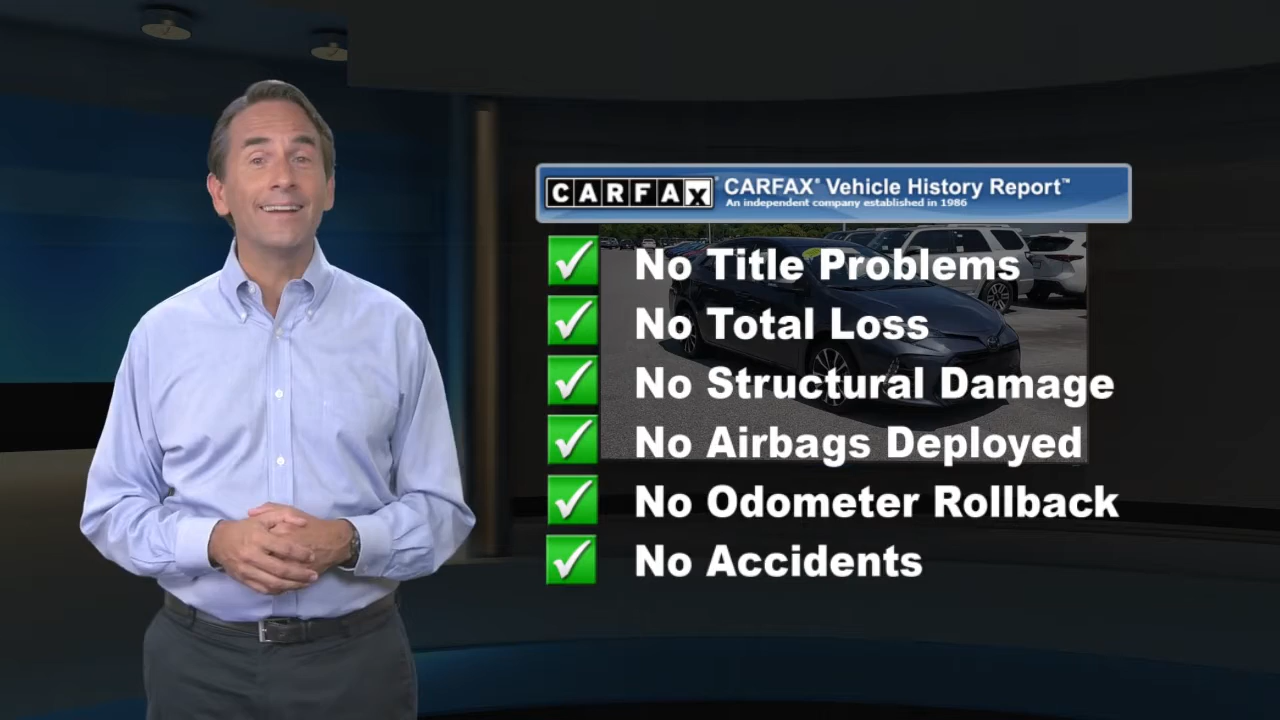 CARFAX CARFAX® Vehicle History Report™
An independent company established in 1986
No Title Problems
No Total Loss
No Structural Damage
No Airbags Deployed
No Odometer Rollback
No Accidents